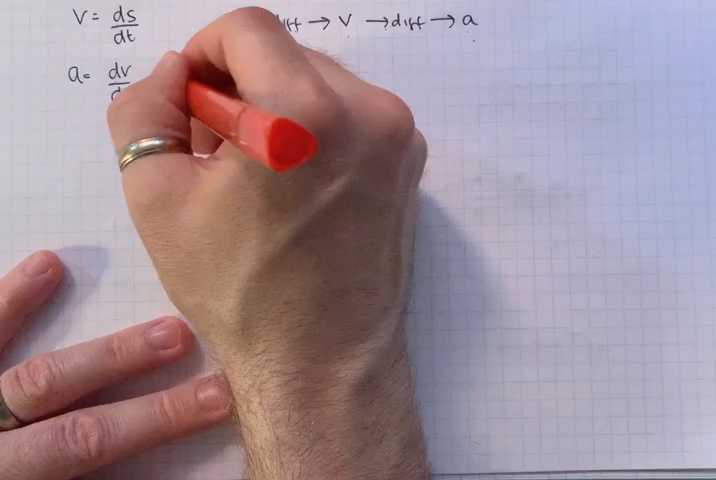 V = ds/dt → V → diff → a
a = dv